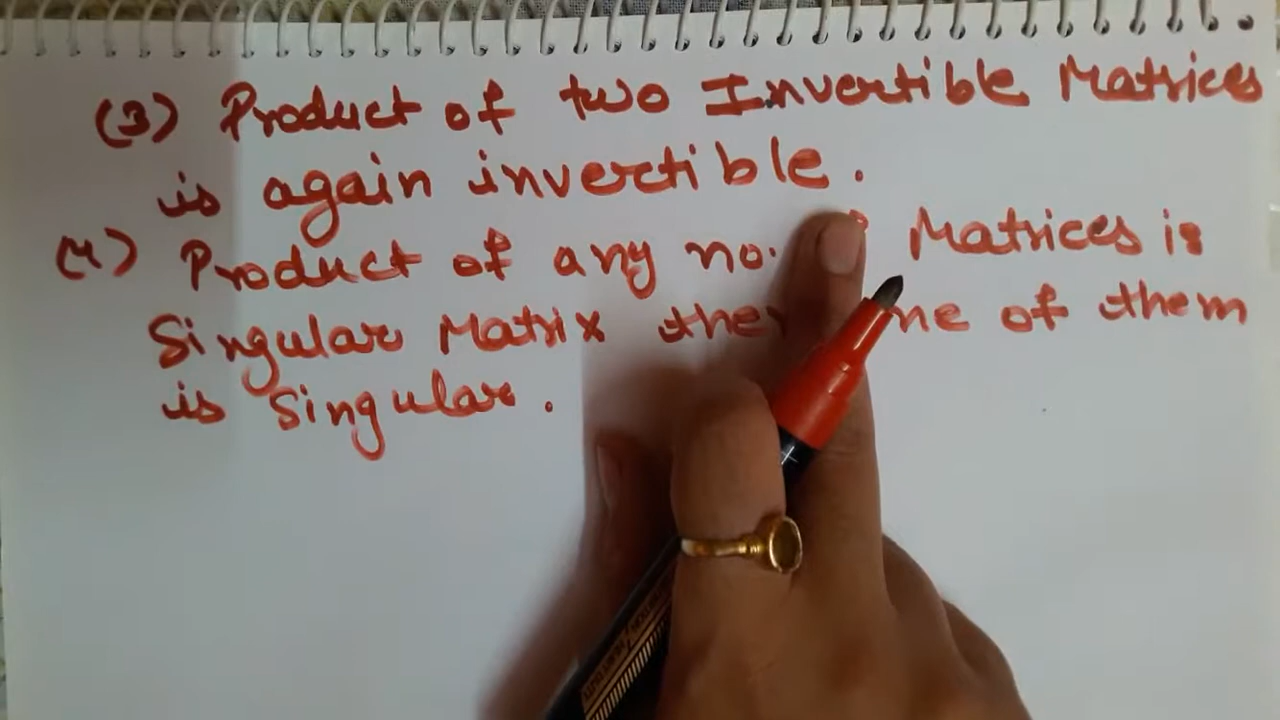 (3) Product of two Invertible Matrices
is again invertible.
(4) Product of any no. Matrices is
Singular Matrix of them
is Singular.